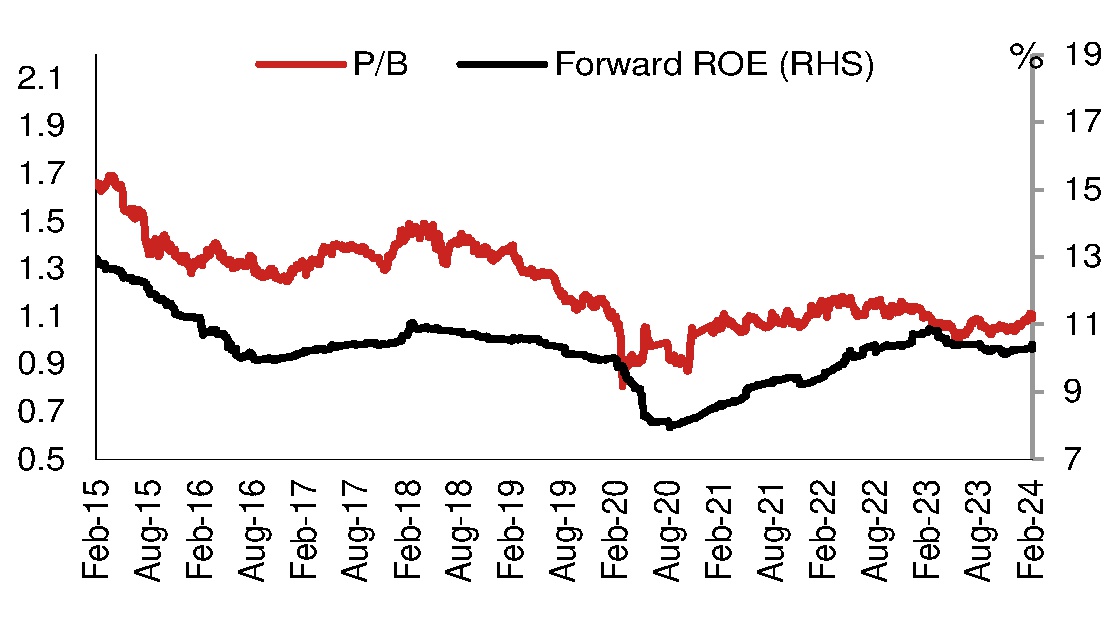 P/B
Forward ROE (RHS)
%
2.1
1.9
1.7
1.5
1.3
1.1
0.9
0.7
0.5
19
17
15
13
11
9
7
Feb-15
Aug-15
Feb-16
Aug-16
Feb-17
Aug-17
Feb-18
Aug-18
Feb-19
Aug-19
Feb-20
Aug-20
Feb-21
Aug-21
Feb-22
Aug-22
Feb-23
Aug-23
Feb-24